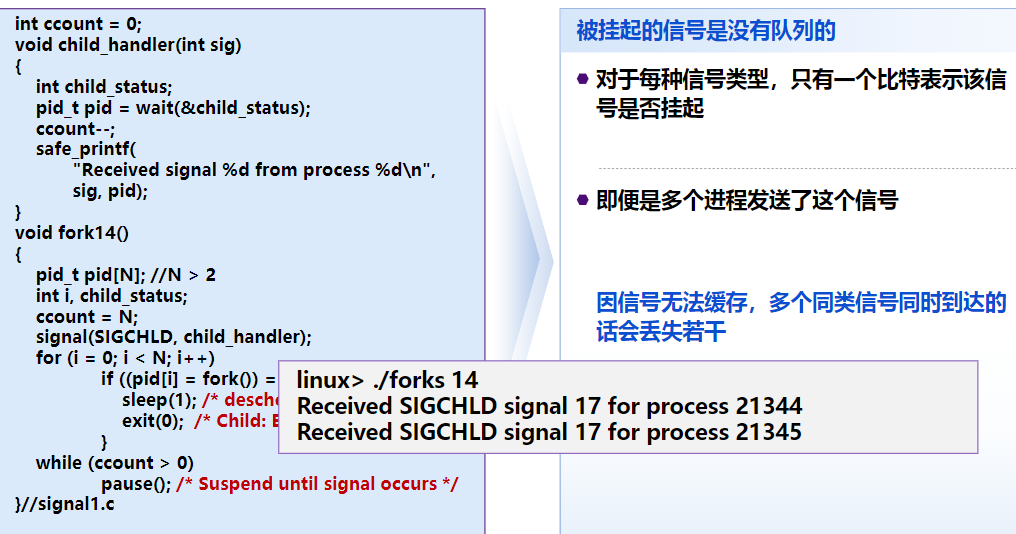 int ccount = 0;
void child_handler(int sig)
{
int child_status;
pid_t pid = wait(&child_status);
ccount--;
safe_printf(
"Received signal %d from process %d\n",
sig, pid);
}
void fork14()
{
pid_t pid[N]; //N > 2
int i, child_status;
ccount = N;
signal(SIGCHLD, child_handler);
for (i = 0; i < N; i++)
if ((pid[i] = fork()) =
sleep(1); /* desche
exit(0); /* Child: E
}
while (ccount > 0)
pause(); /* Suspend until signal occurs */
}//signal1.c
被挂起的信号是没有队列的
对于每种信号类型，只有一个比特表示该信
号是否挂起
即便是多个进程发送了这个信号
因信号无法缓存，多个同类信号同时到达的
话会丢失若干
linux> ./forks 14
Received SIGCHLD signal 17 for process 21344
Received SIGCHLD signal 17 for process 21345